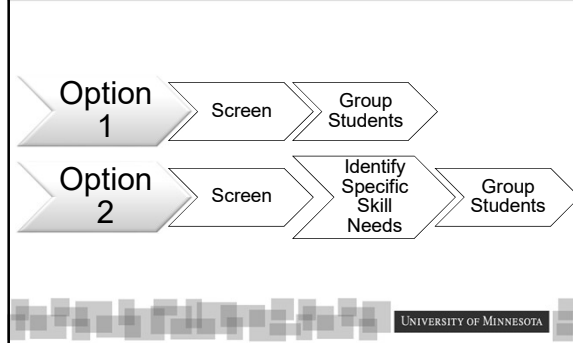 Option
1
Screen
Group
Students
Option
2
Screen
Identify
Specific
Skill
Needs
Group
Students
UNIVERSITY OF MINNESOTA